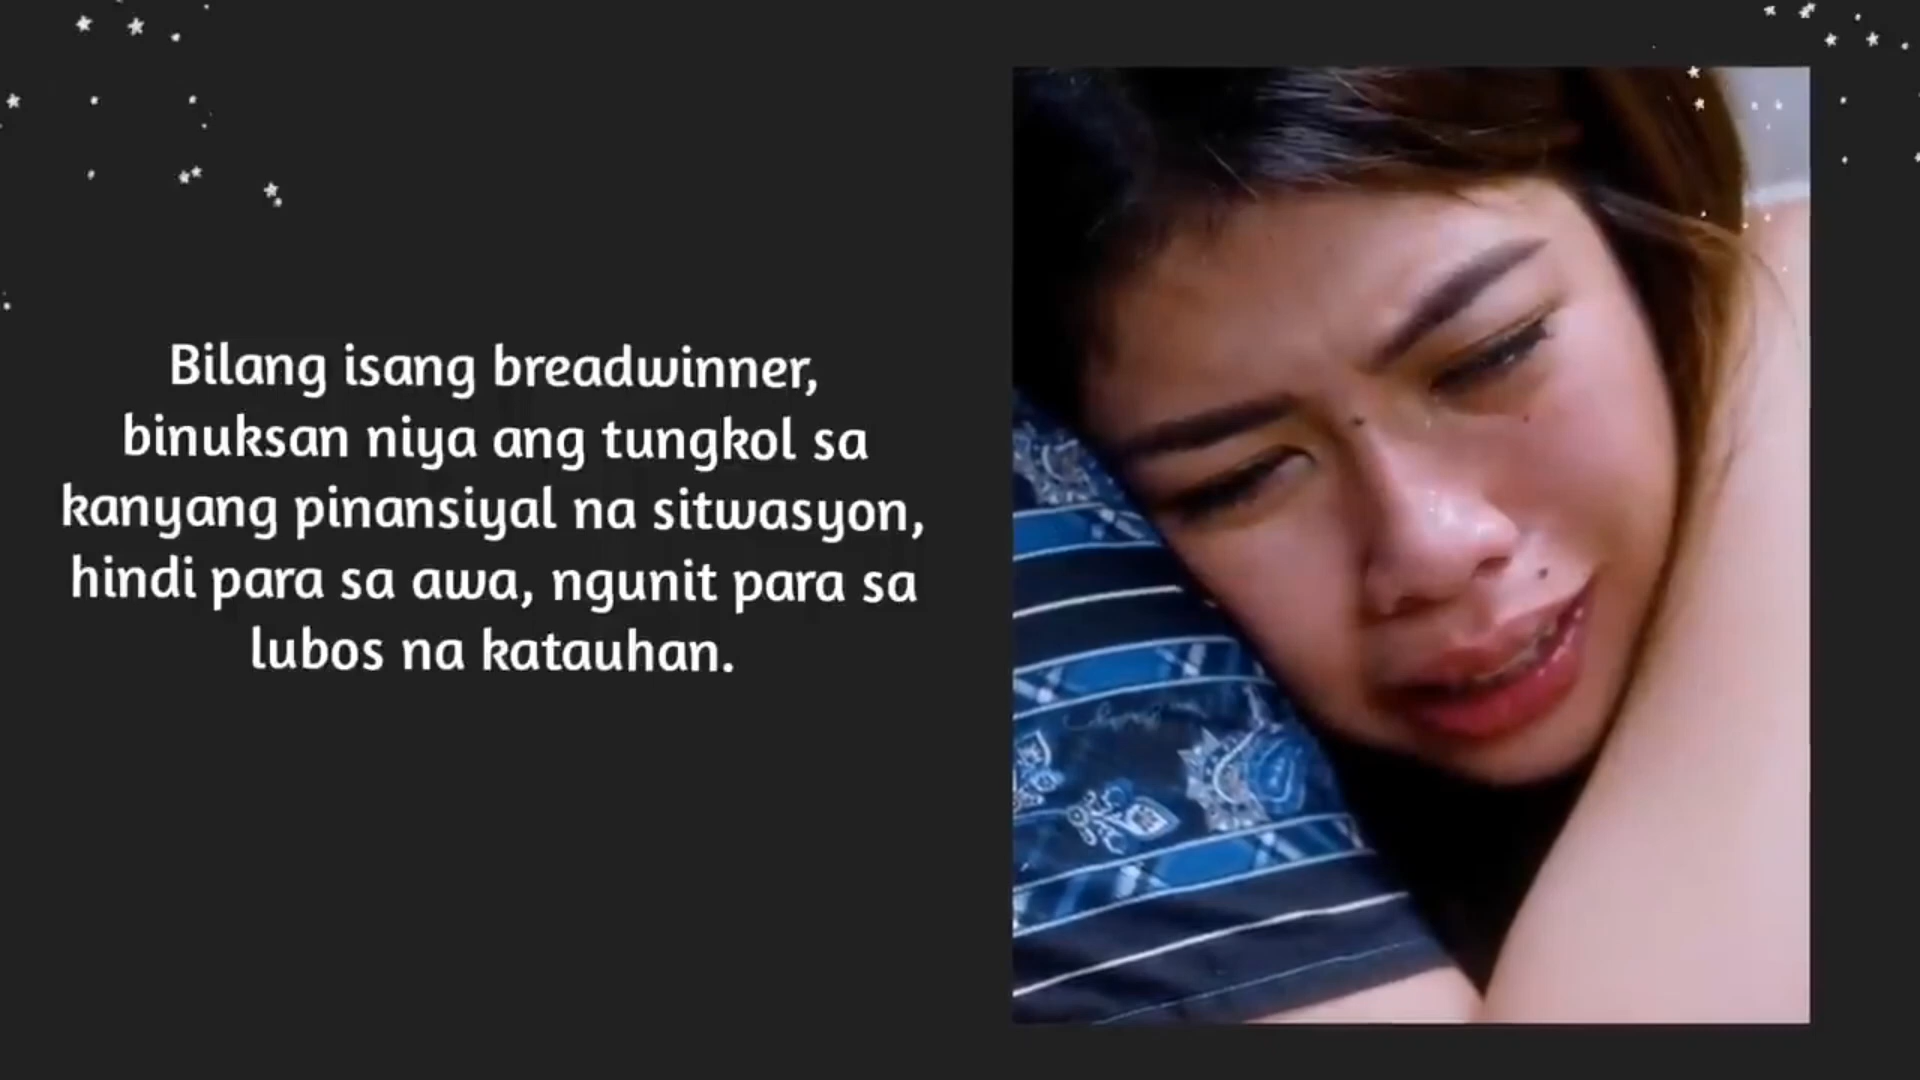 Bilang isang breadwinner,
binuksan niya ang tungkol sa
kanyang pinansiyal na sitwasyon,
hindi para sa awa, ngunit para sa
lubos na katauhan.